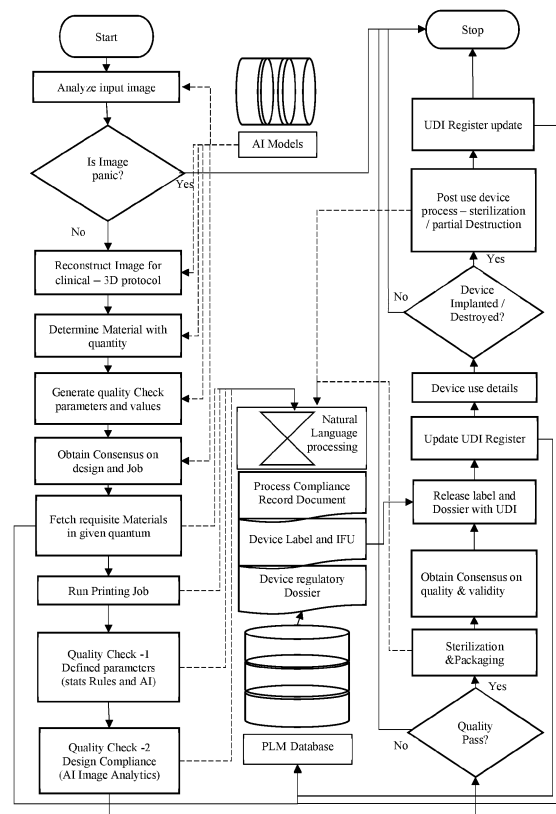 Start
Analyze input image
Is Image
panic?
Yes
No
Reconstruct Image for
clinical – 3D protocol
Determine Material with
quantity
Generate quality Check
parameters and values
Obtain Consensus on
design and Job
Fetch requisite Materials
in given quantum
Run Printing Job
Quality Check -1
Defined parameters
(stats Rules and AI)
Quality Check -2
Design Compliance
(AI Image Analytics)
AI Models
Natural
Language
processing
Process Compliance
Record Document
Device Label and IFU
Device regulatory
Dossier
PLM Database
Stop
UDI Register update
Post use device
process – sterilization
/ partial Destruction
Yes
No
Device
Implanted /
Destroyed?
Device use details
Update UDI Register
Release label and
Dossier with UDI
Obtain Consensus on
quality & validity
Sterilization
&Packaging
Yes
Quality
Pass?
No